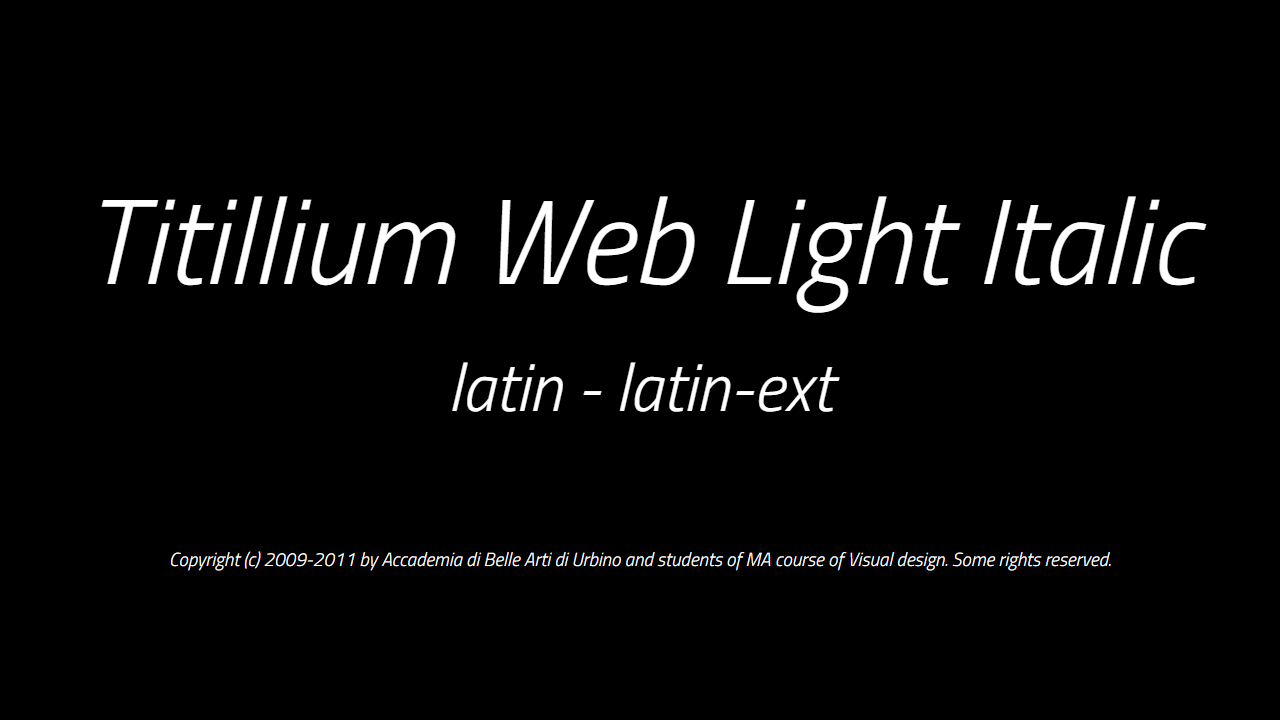 Titillium Web Light Italic
latin - latin-ext
Copyright (c) 2009-2011 by Accademia di Belle Arti di Urbino and students of MA course of Visual design. Some rights reserved.